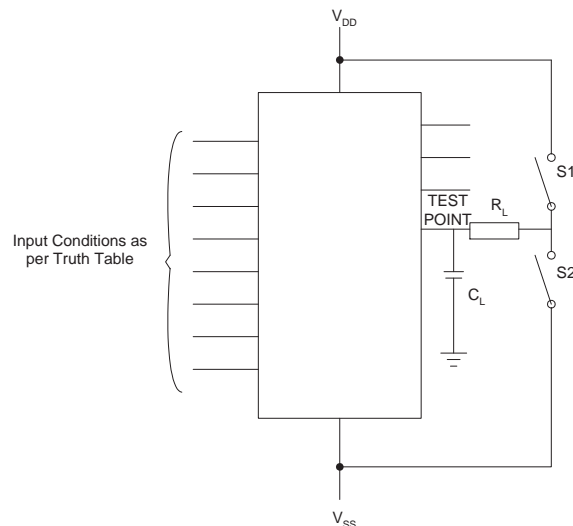 VDD
S1
TEST
POINT
RL
Input Conditions as
per Truth Table
S2
CL
VSS